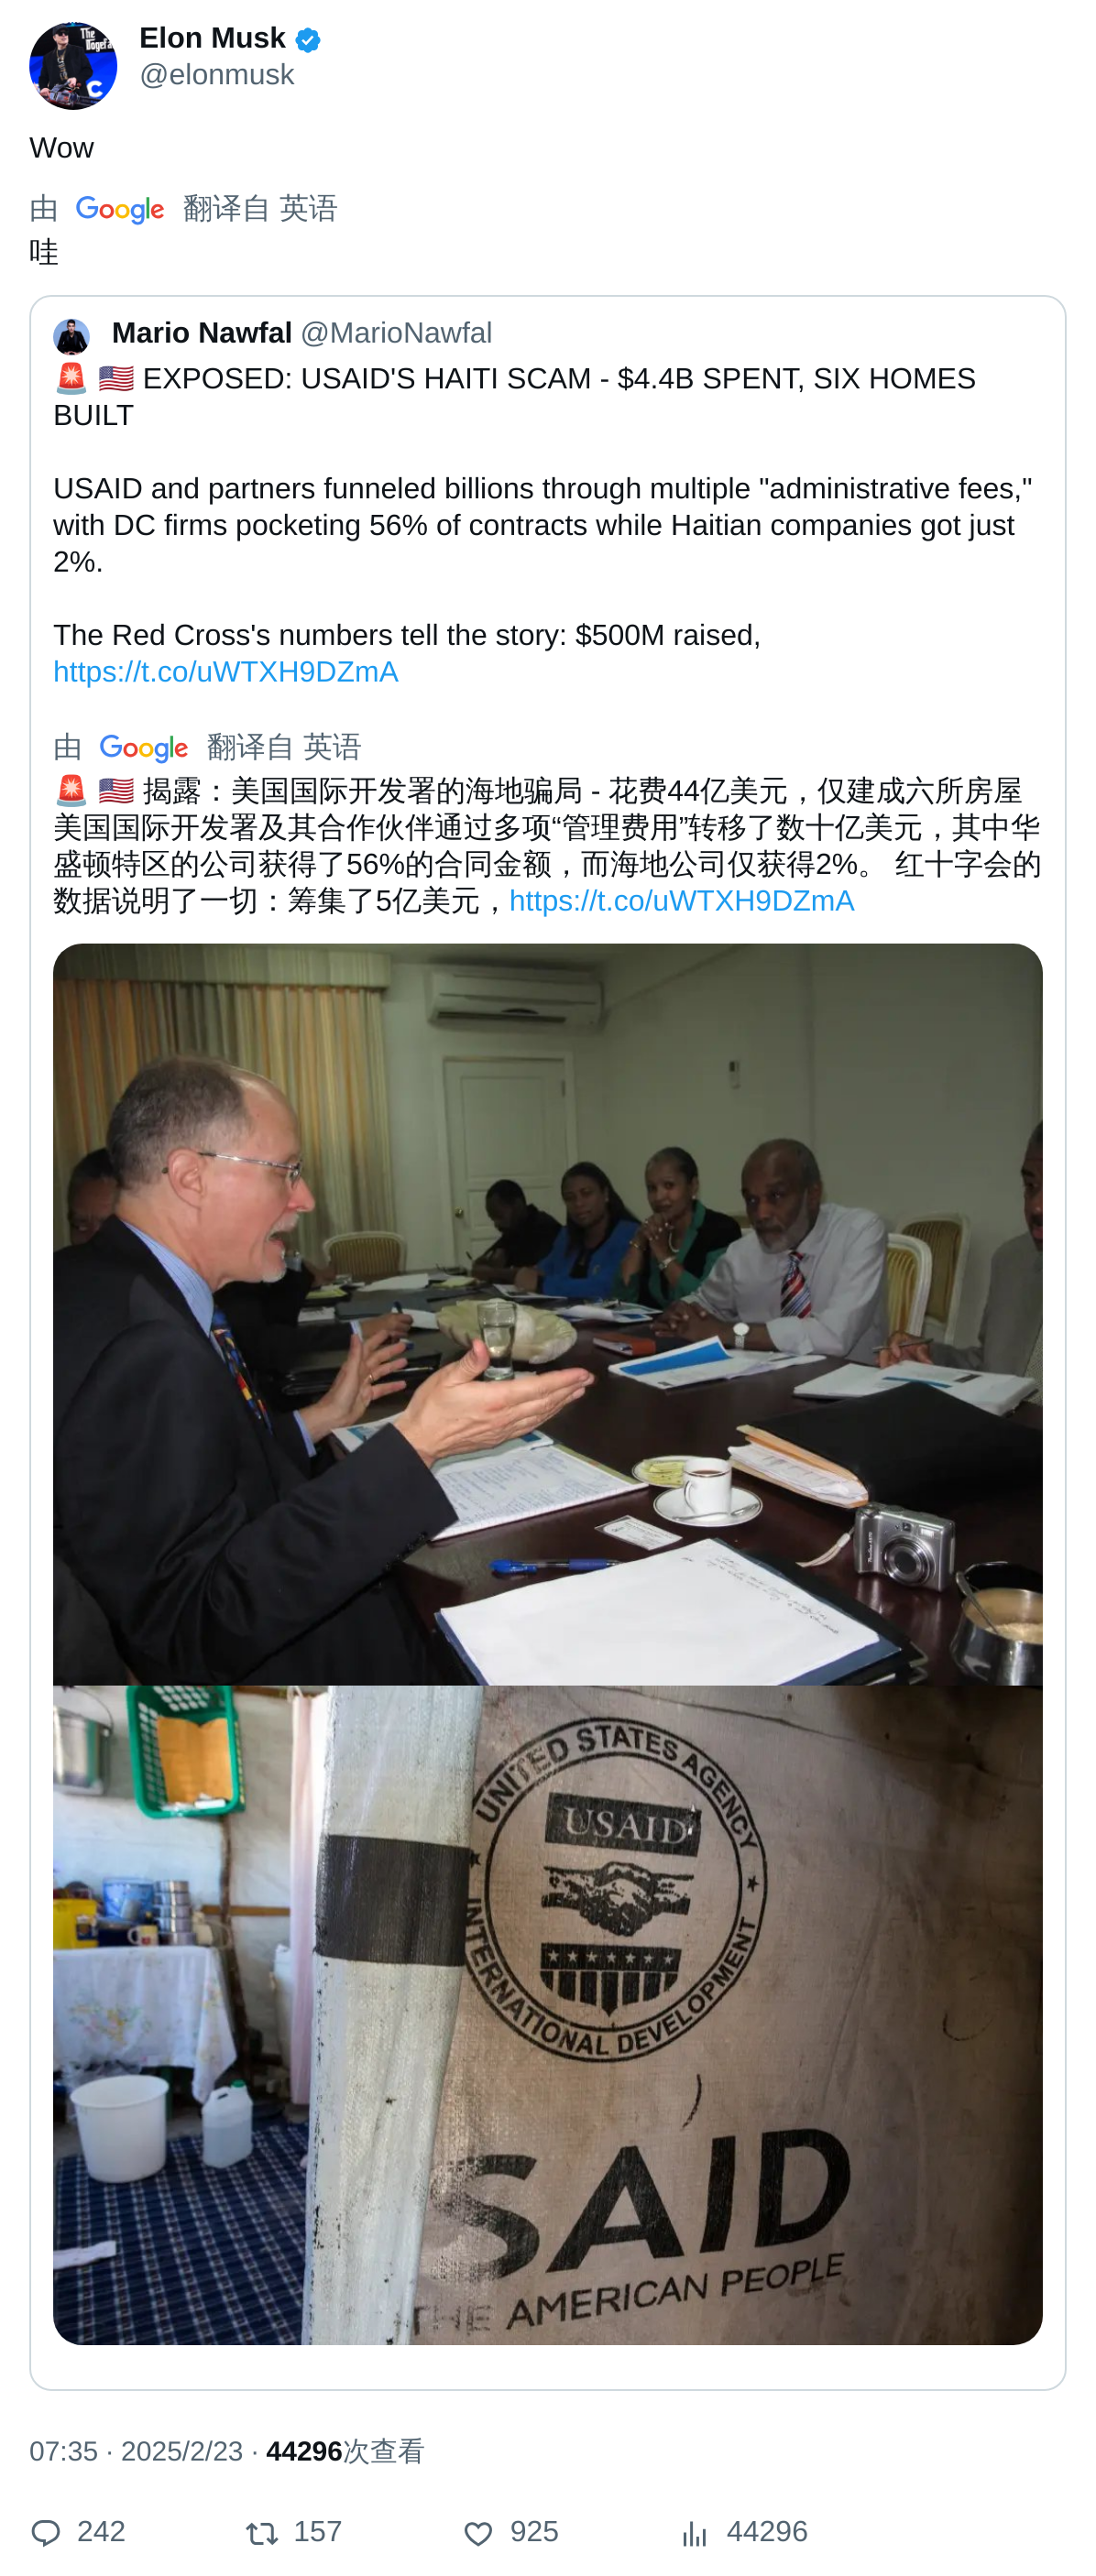 The Dogefa
C
Elon Musk
@elonmusk
Wow
由 Google 翻译自 英语
哇
Mario Nawfal @MarioNawfal
🚨 🇺🇸 EXPOSED: USAID'S HAITI SCAM - $4.4B SPENT, SIX HOMES
BUILT
USAID and partners funneled billions through multiple "administrative fees,"
with DC firms pocketing 56% of contracts while Haitian companies got just
2%.
The Red Cross's numbers tell the story: $500M raised,
https://t.co/uWTXH9DZmA
由 Google 翻译自 英语
🚨 🇺🇸 揭露：美国国际开发署的海地骗局 - 花费44亿美元，仅建成六所房屋
美国国际开发署及其合作伙伴通过多项“管理费用”转移了数十亿美元，其中华
盛顿特区的公司获得了56%的合同金额，而海地公司仅获得2%。 红十字会的
数据说明了一切：筹集了5亿美元，https://t.co/uWTXH9DZmA
UNITED STATES AGENCY
USAID
INTERNATIONAL DEVELOPMENT
SAID
THE AMERICAN PEOPLE
07:35 · 2025/2/23 · 44296次查看
242 157 925 44296